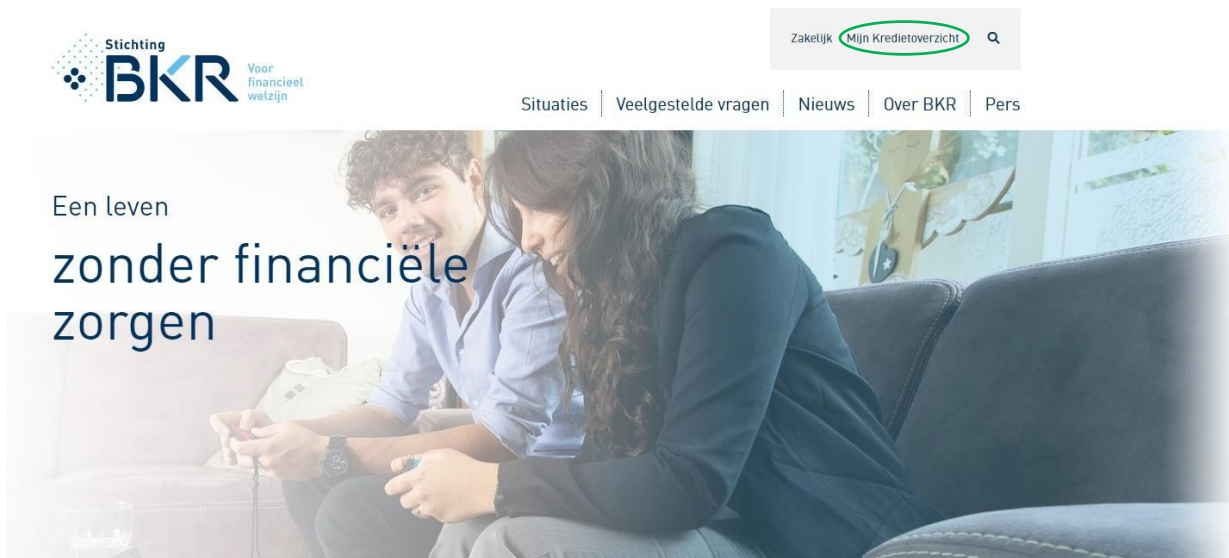 Stichting
BKR
Voor
financieel
welzijn
Zakelijk Mijn Kredietoverzicht
Situaties Veelgestelde vragen Nieuws Over BKR Pers
Een leven
zonder financiële
zorgen